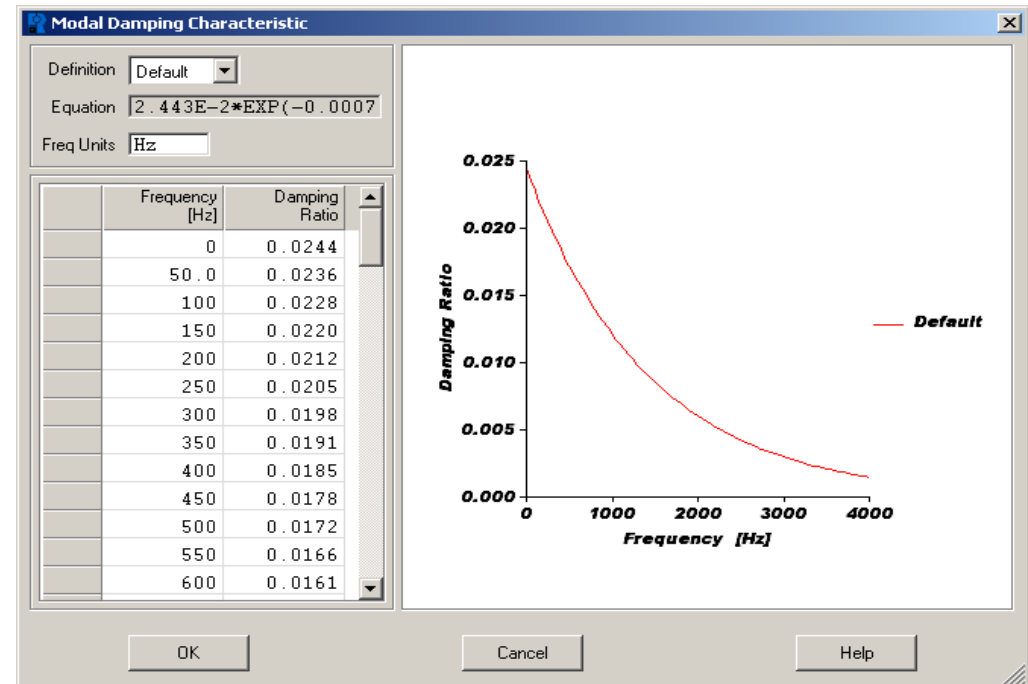 Modal Damping Characteristic
Definition Default
Equation 2.443E-2*EXP(-0.0007
Freq Units Hz
Frequency [Hz] Damping Ratio
0 0.0244
50.0 0.0236
100 0.0228
150 0.0220
200 0.0212
250 0.0205
300 0.0198
350 0.0191
400 0.0185
450 0.0178
500 0.0172
550 0.0166
600 0.0161
0.025
0.020
0.015
0.010
0.005
0.000
Damping Ratio
0 1000 2000 3000 4000
Frequency [Hz]
Default
OK Cancel Help